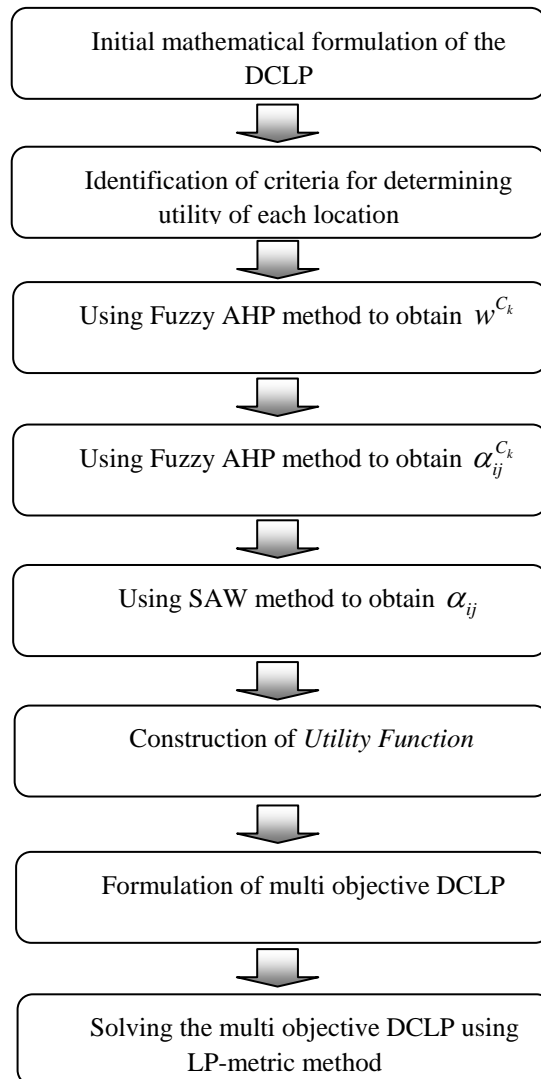 Initial mathematical formulation of the
DCLP
Identification of criteria for determining
utility of each location
Using Fuzzy AHP method to obtain $w^{C_k}$
Using Fuzzy AHP method to obtain $\alpha_{ij}^{C_k}$
Using SAW method to obtain $\alpha_{ij}$
Construction of Utility Function
Formulation of multi objective DCLP
Solving the multi objective DCLP using
LP-metric method